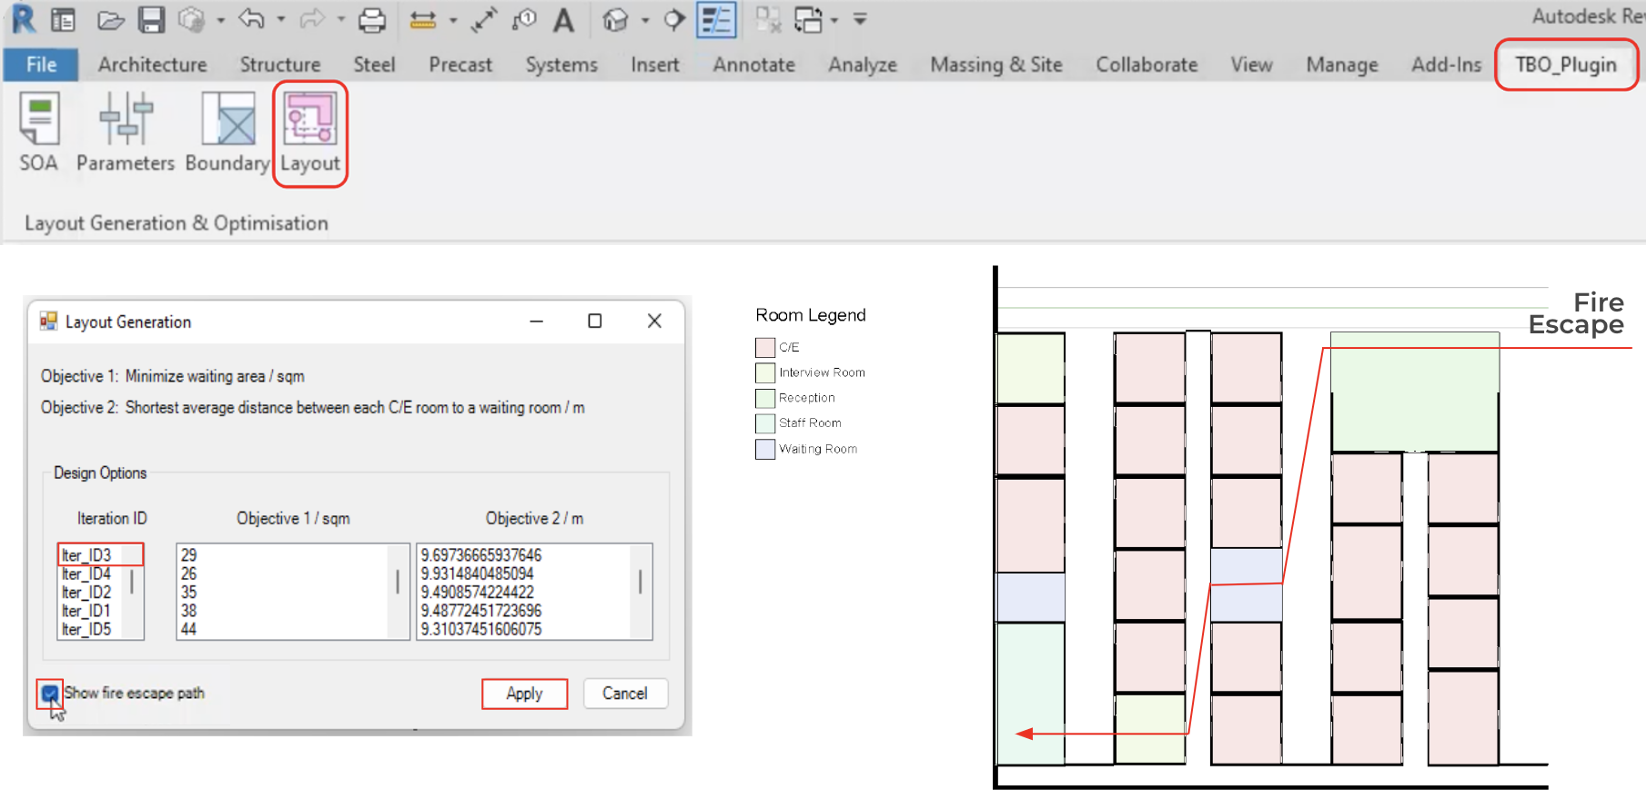 Autodesk Rev
File Architecture Structure Steel Precast Systems Insert Annotate Analyze Massing & Site Collaborate View Manage Add-Ins TBO_Plugin
SOA Parameters Boundary Layout
Layout Generation & Optimisation
Layout Generation
Objective 1: Minimize waiting area / sqm
Objective 2: Shortest average distance between each C/E room to a waiting room / m
Design Options
Iteration ID Objective 1 / sqm Objective 2 / m
Iter_ID3 29 9.69736665937646
Iter_ID4 26 9.9314840485094
Iter_ID2 35 9.4908574224422
Iter_ID1 38 9.48772451723696
Iter_ID5 44 9.31037451606075
Show fire escape path Apply Cancel
Room Legend
C/E
Interview Room
Reception
Staff Room
Waiting Room
Fire
Escape